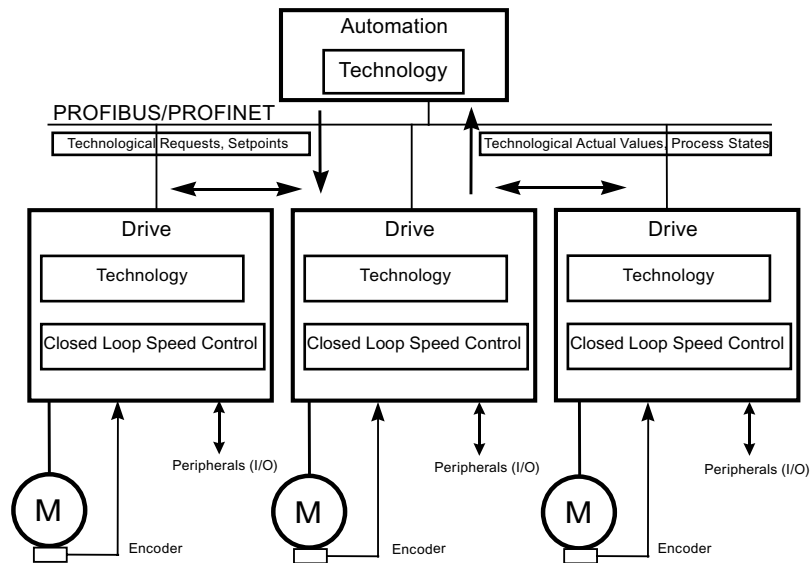 Automation
Technology
PROFIBUS/PROFINET
Technological Requests, Setpoints
Technological Actual Values, Process States
Drive
Drive
Drive
Technology
Technology
Technology
Closed Loop Speed Control
Closed Loop Speed Control
Closed Loop Speed Control
Peripherals (I/O)
Peripherals (I/O)
Peripherals (I/O)
M
M
M
Encoder
Encoder
Encoder